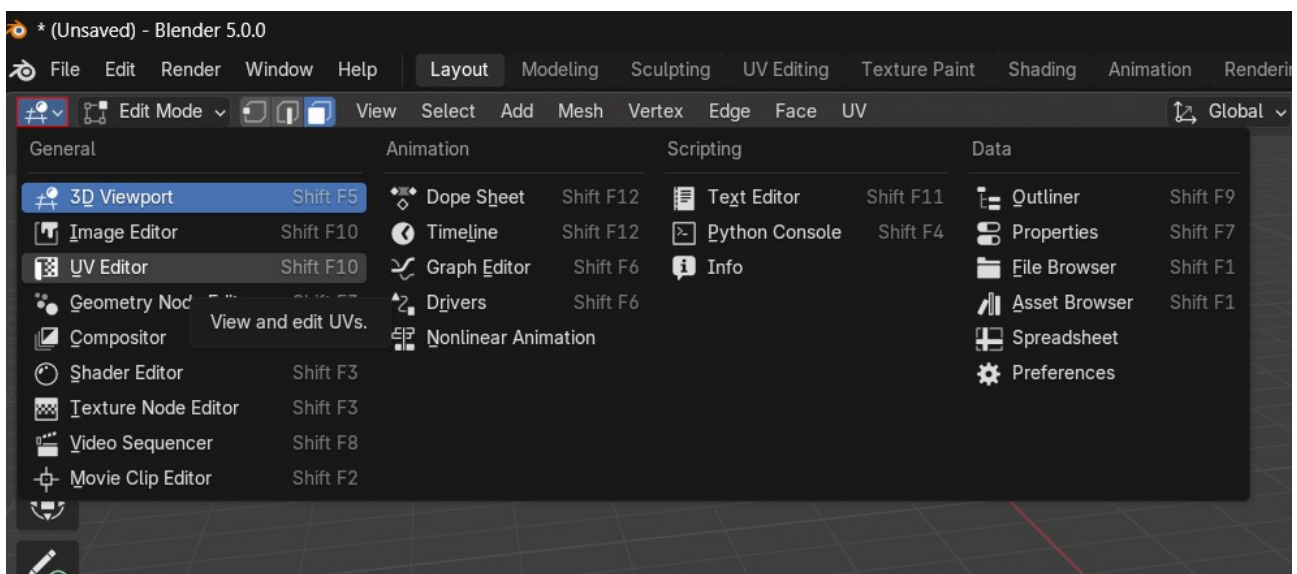 * (Unsaved) - Blender 5.0.0
File Edit Render Window Help Layout Modeling Sculpting UV Editing Texture Paint Shading Animation
Edit Mode View Select Add Mesh Vertex Edge Face UV Global
General Animation Scripting Data
3D Viewport Shift F5 Dope Sheet Shift F12 Text Editor Shift F11 Outliner Shift F9
Image Editor Shift F10 Timeline Shift F12 Python Console Shift F4 Properties Shift F7
UV Editor Shift F10 Graph Editor Shift F6 Info File Browser Shift F1
Geometry Drivers Shift F6 Asset Browser Shift F1
View and edit UVs.
Compositor Nonlinear Animation Spreadsheet
Shader Editor Shift F3 Preferences
Texture Node Editor Shift F3
Video Sequencer Shift F8
Movie Clip Editor Shift F2